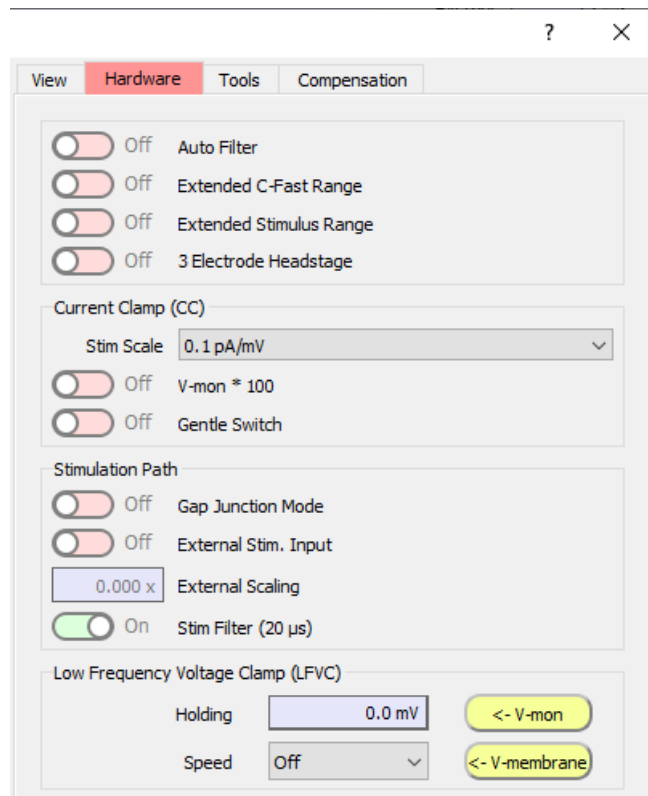 ?
View Hardware Tools Compensation
Off Auto Filter
Off Extended C-Fast Range
Off Extended Stimulus Range
Off 3 Electrode Headstage
Current Clamp (CC)
Stim Scale 0.1 pA/mV
Off V-mon * 100
Off Gentle Switch
Stimulation Path
Off Gap Junction Mode
Off External Stim. Input
0.000 x External Scaling
On Stim Filter (20 µs)
Low Frequency Voltage Clamp (LFVC)
Holding 0.0 mV <- V-mon
Speed Off <- V-membrane